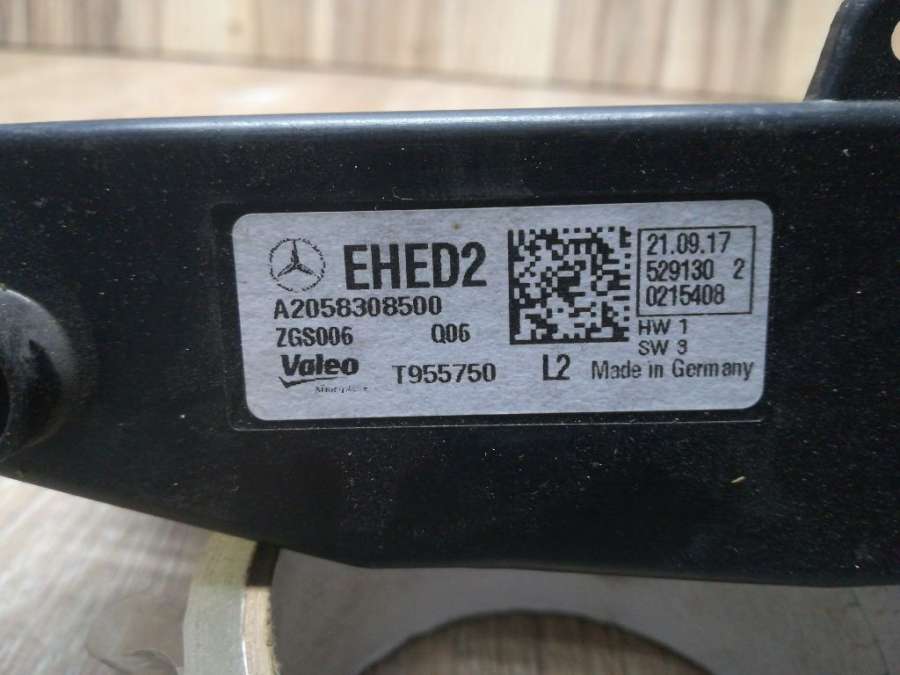 EHED2
A2058308500
ZGS006 Q06
Valeo
T955750 L2
21.09.17
529130 2
0215408
HW 1
SW 3
Made in Germany